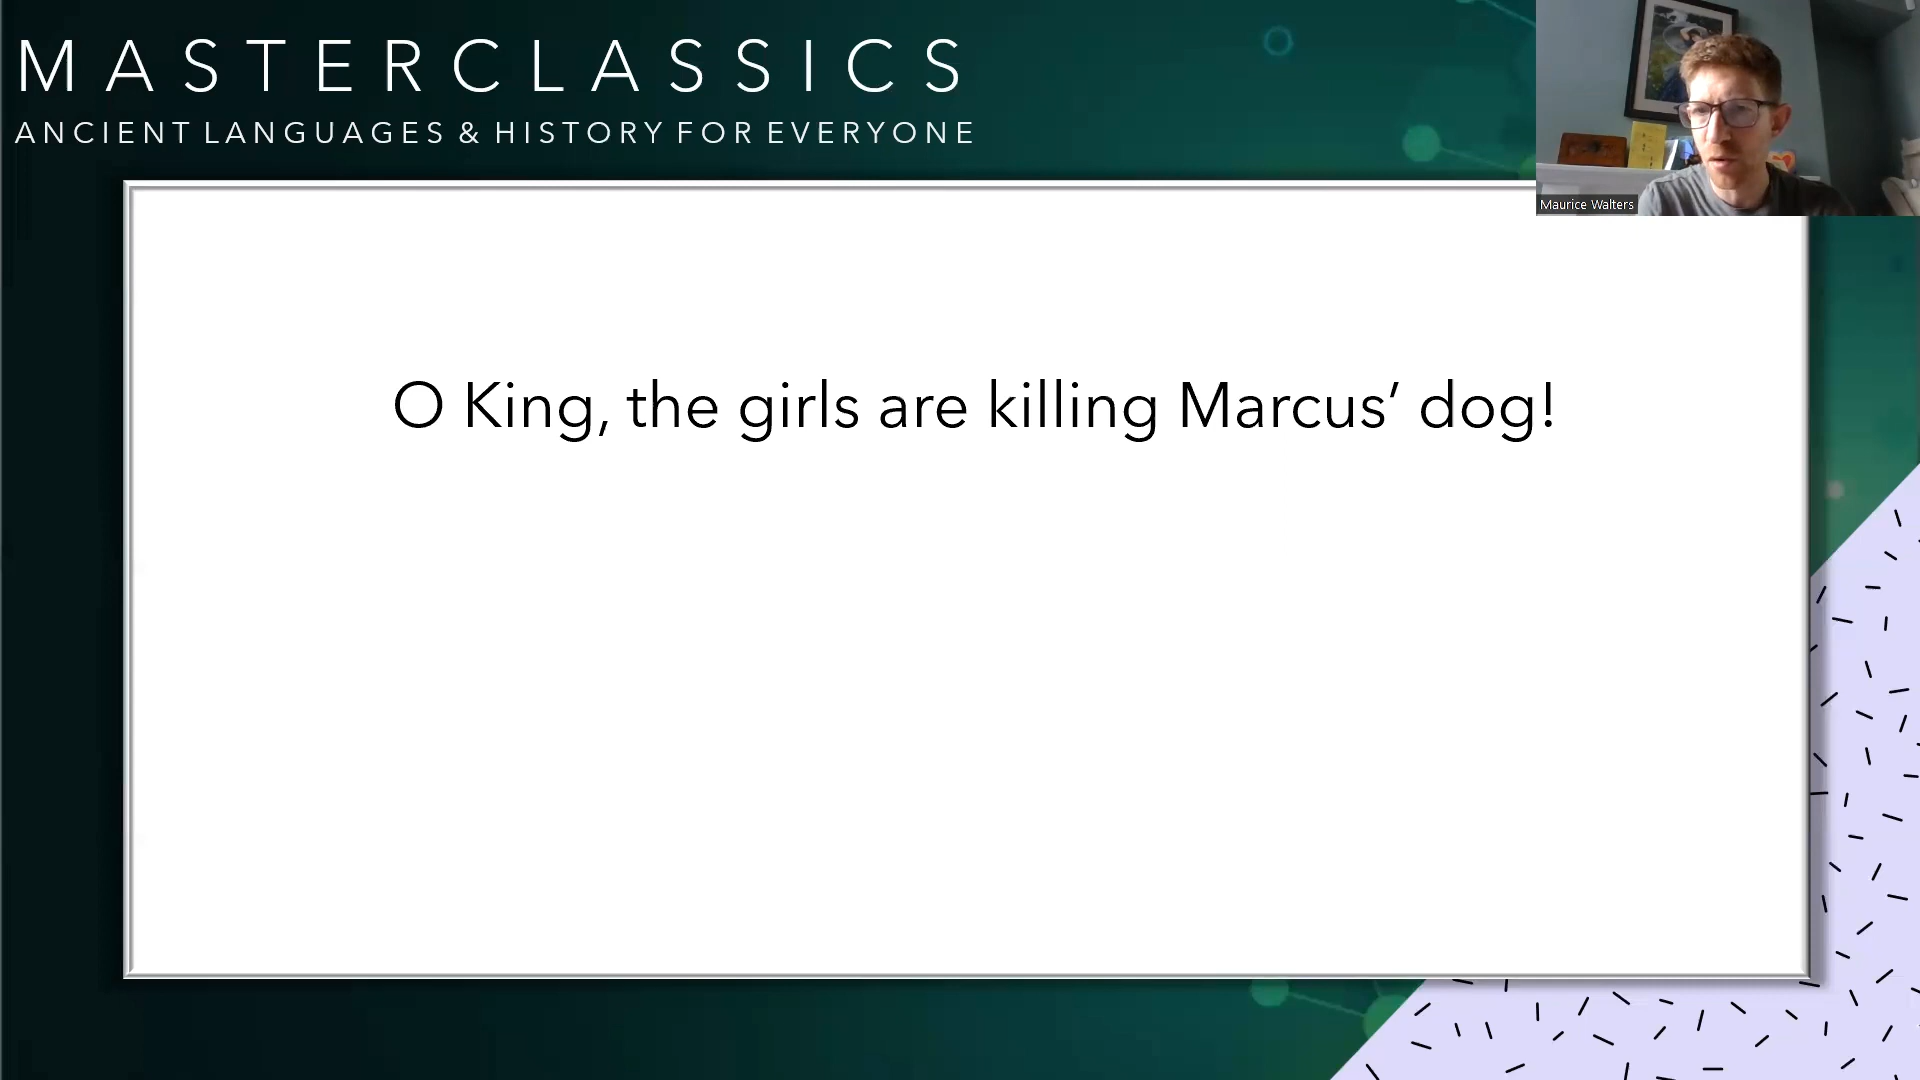 MASTERCLASSICS
ANCIENT LANGUAGES & HISTORY FOR EVERYONE
Maurice Walters
O King, the girls are killing Marcus’ dog!